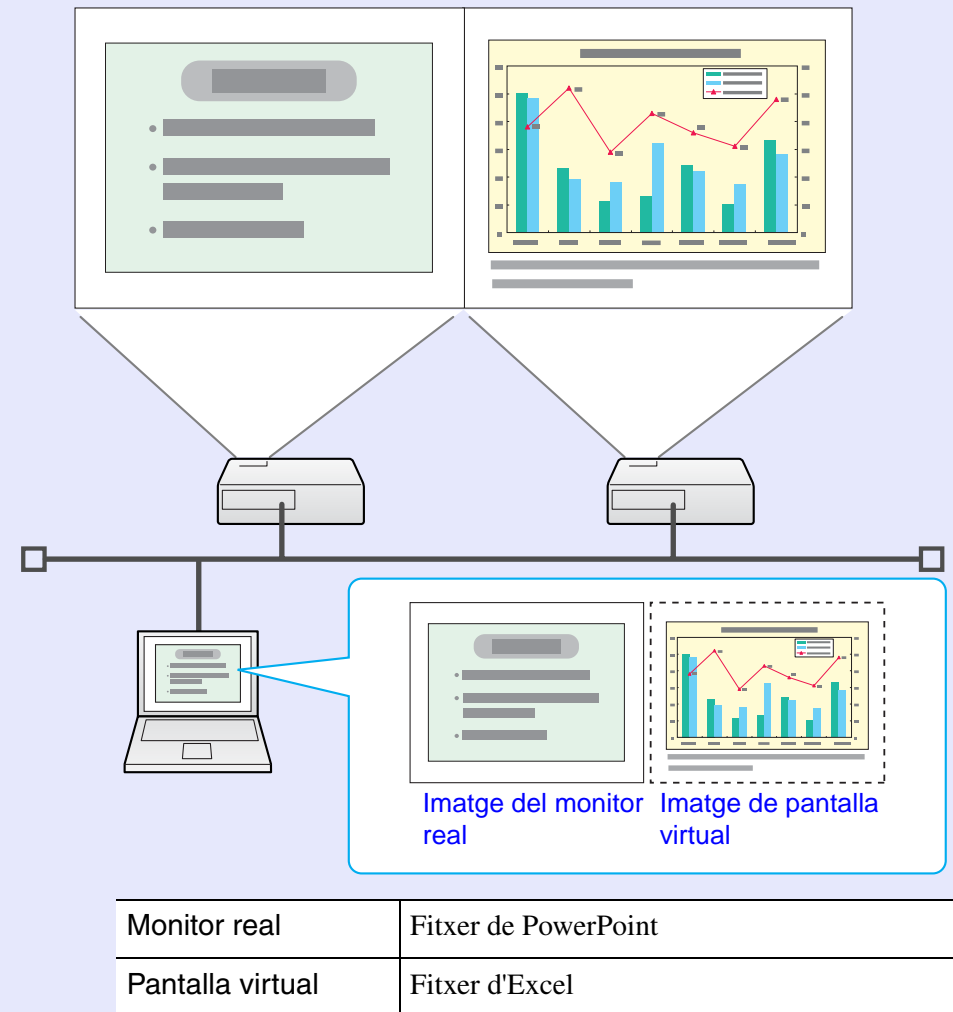 Imatge del monitor
real
Imatge de pantalla
virtual
Monitor real
Fitxer de PowerPoint
Pantalla virtual
Fitxer d'Excel